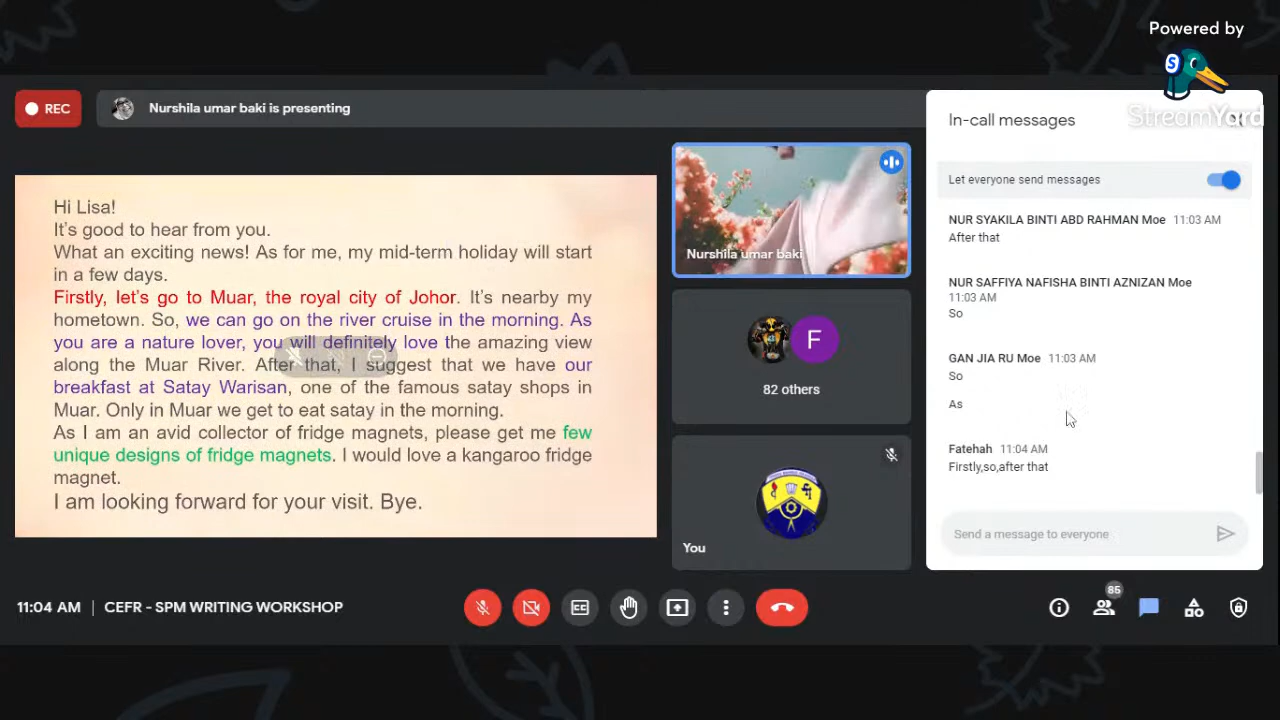 Powered by
StreamYard
REC
Nurshila umar baki is presenting
Hi Lisa!
It's good to hear from you.
What an exciting news! As for me, my mid-term holiday will start
in a few days.
Firstly, let's go to Muar, the royal city of Johor. It's nearby my
hometown. So, we can go on the river cruise in the morning. As
you are a nature lover, you will definitely love the amazing view
along the Muar River. After that, I suggest that we have our
breakfast at Satay Warisan, one of the famous satay shops in
Muar. Only in Muar we get to eat satay in the morning.
As I am an avid collector of fridge magnets, please get me few
unique designs of fridge magnets. I would love a kangaroo fridge
magnet.
I am looking forward for your visit. Bye.
Nurshila umar baki
F
82 others
You
In-call messages
Let everyone send messages
NUR SYAKILA BINTI ABD RAHMAN Moe 11:03 AM
After that
NUR SAFFIYA NAFISHA BINTI AZNIZAN Moe
11:03 AM
So
GAN JIA RU Moe 11:03 AM
So
As
Fatehah 11:04 AM
Firstly,so,after that
Send a message to everyone
11:04 AM | CEFR - SPM WRITING WORKSHOP
85